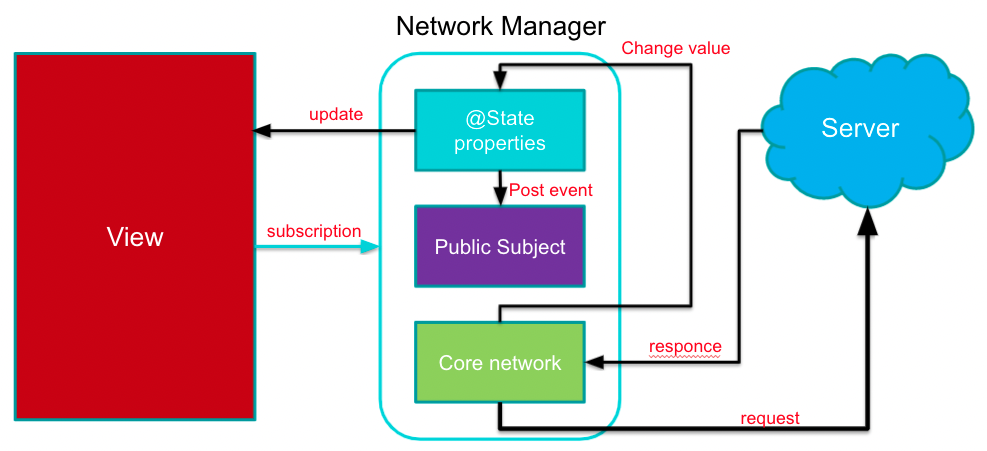 Network Manager
Change value
@State
properties
update
Server
Post event
subscription
View
Public Subject
responce
Core network
request